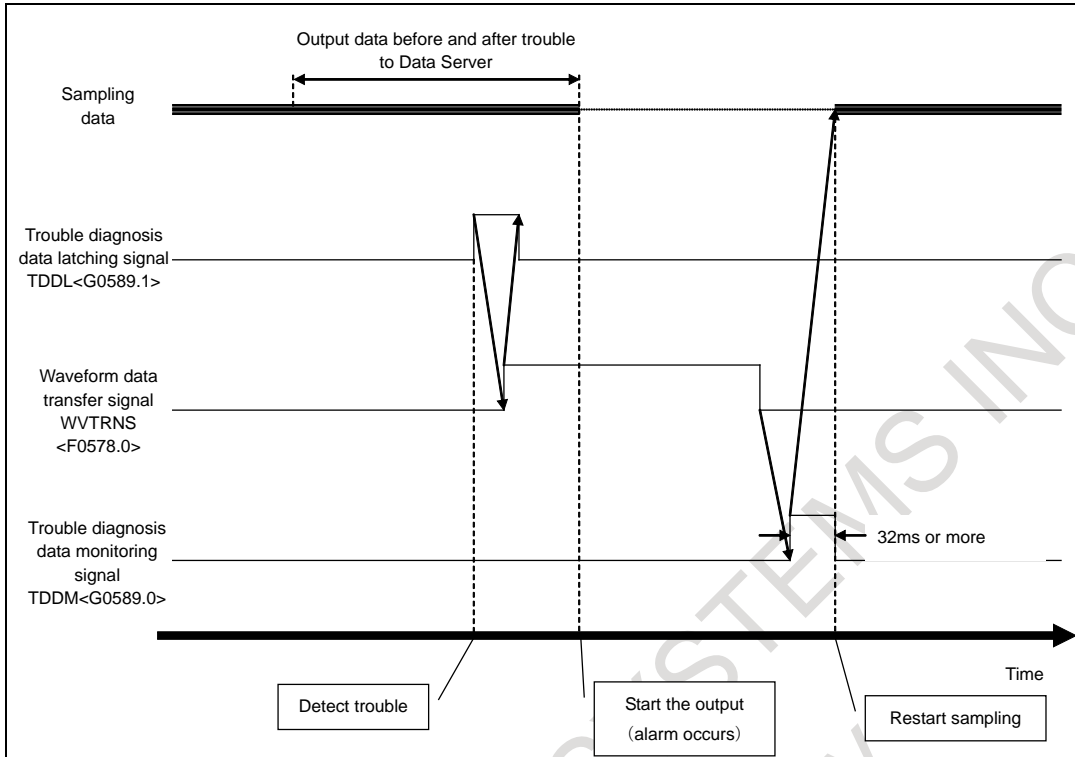 Output data before and after trouble
to Data Server
Sampling
data
Trouble diagnosis
data latching signal
TDDL<G0589.1>
Waveform data
transfer signal
WVTRNS
<F0578.0>
Trouble diagnosis
data monitoring
signal
TDDM<G0589.0>
32ms or more
Time
Detect trouble
Start the output
(alarm occurs)
Restart sampling
SYSTEMS INC